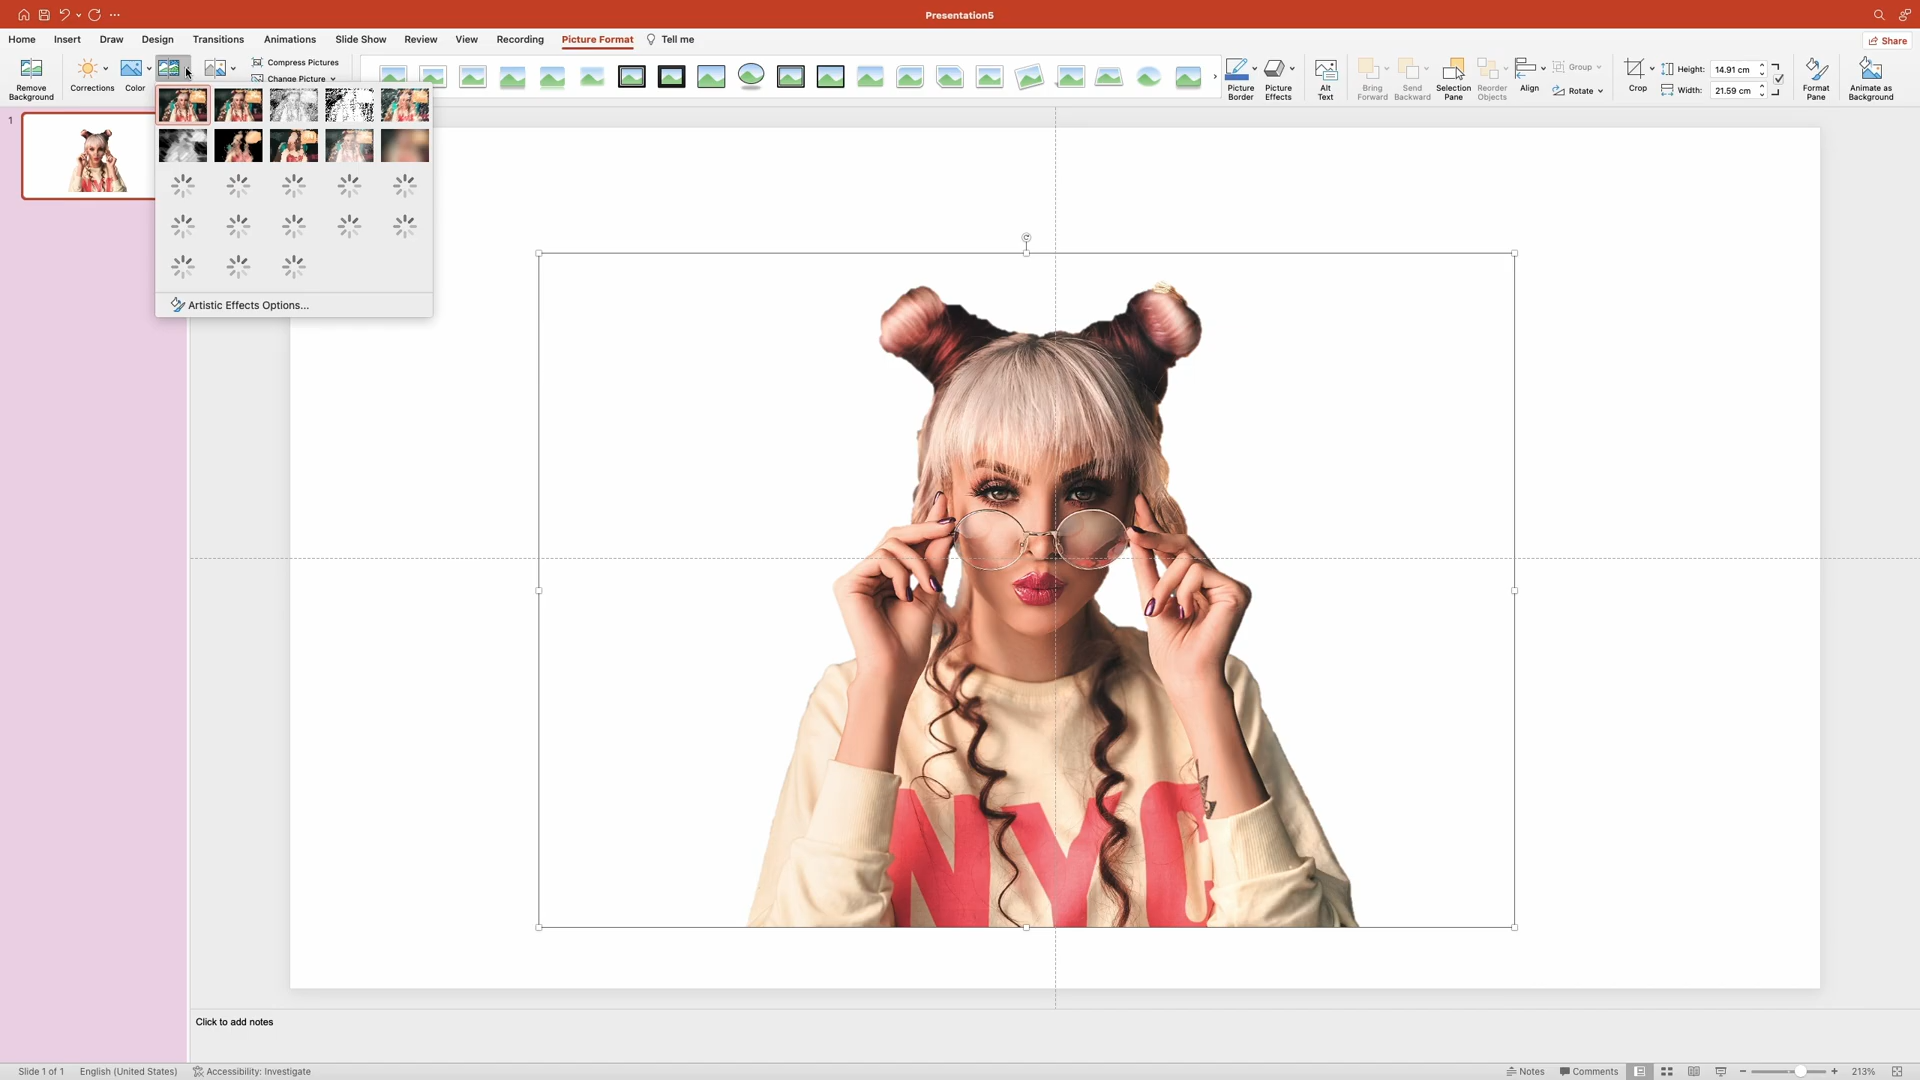 Presentation5
Home Insert Draw Design Transitions Animations Slide Show Review View Recording Picture Format Tell me
Share
Remove Background
Corrections
Color
Compress Pictures
Change Picture
Picture Border
Picture Effects
Alt Text
Bring Forward
Send Backward
Selection Pane
Reorder Objects
Align
Group
Rotate
Crop
Height: 14.91 cm
Width: 21.59 cm
Format Pane
Animate as Background
1
Artistic Effects Options...
NYC
Click to add notes
Slide 1 of 1 English (United States) Accessibility: Investigate
Notes Comments 213%